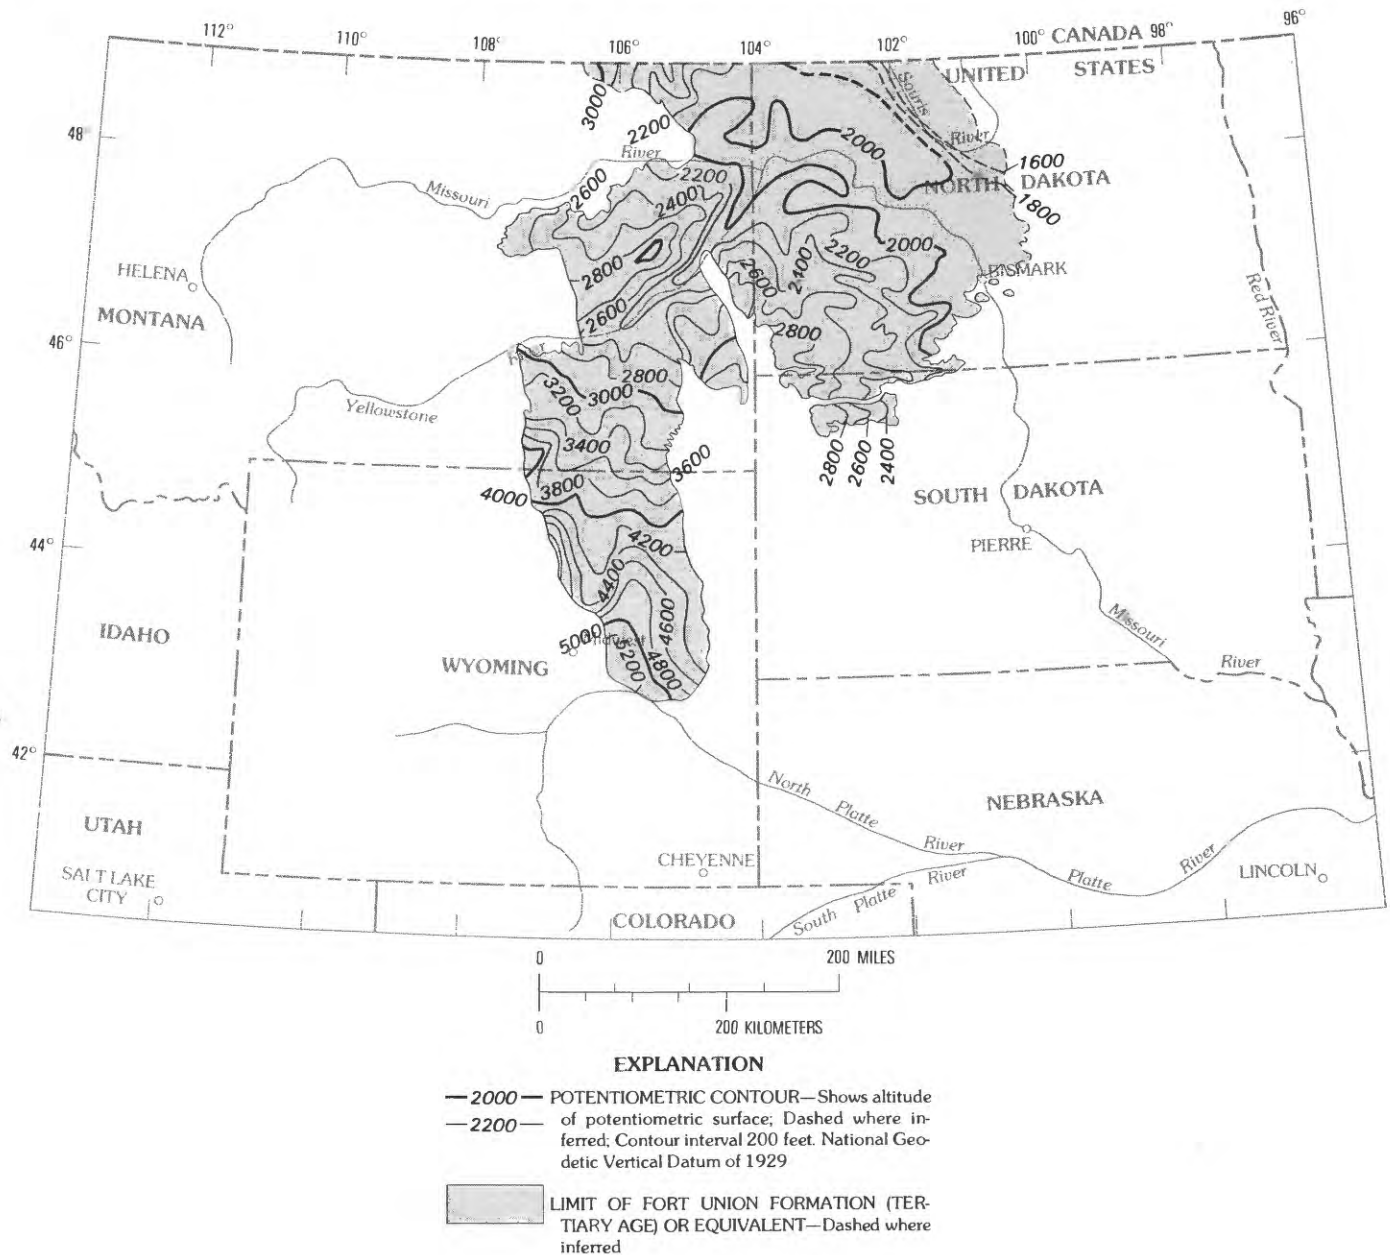 112°
110°
108°
106°
104°
102°
100°
CANADA
98°
96°
UNITED
STATES
3000
Souris
River
48°
2200
River
2000
1600
Missouri
2600
2200
2400
NORTH DAKOTA
1800
2000
2200
2400
2600
BISMARK
HELENA
2800
MONTANA
2600
2800
Red River
46°
River
2800
3200
3000
Yellowstone
3400
3600
2800
2600
2400
4000
3800
SOUTH DAKOTA
44°
4200
PIERRE
4400
IDAHO
4600
Missouri
5000
Midwest
River
WYOMING
5200
4800
42°
North
Platte
River
NEBRASKA
UTAH
CHEYENNE
River
SALT LAKE
CITY
South
Platte
River
Platte
LINCOLN
COLORADO
0
200 MILES
0
200 KILOMETERS
EXPLANATION
2000
2200
POTENTIOMETRIC CONTOUR—Shows altitude
of potentiometric surface; Dashed where in-
ferred; Contour interval 200 feet. National Geo-
detic Vertical Datum of 1929
LIMIT OF FORT UNION FORMATION (TER-
TIARY AGE) OR EQUIVALENT—Dashed where
inferred